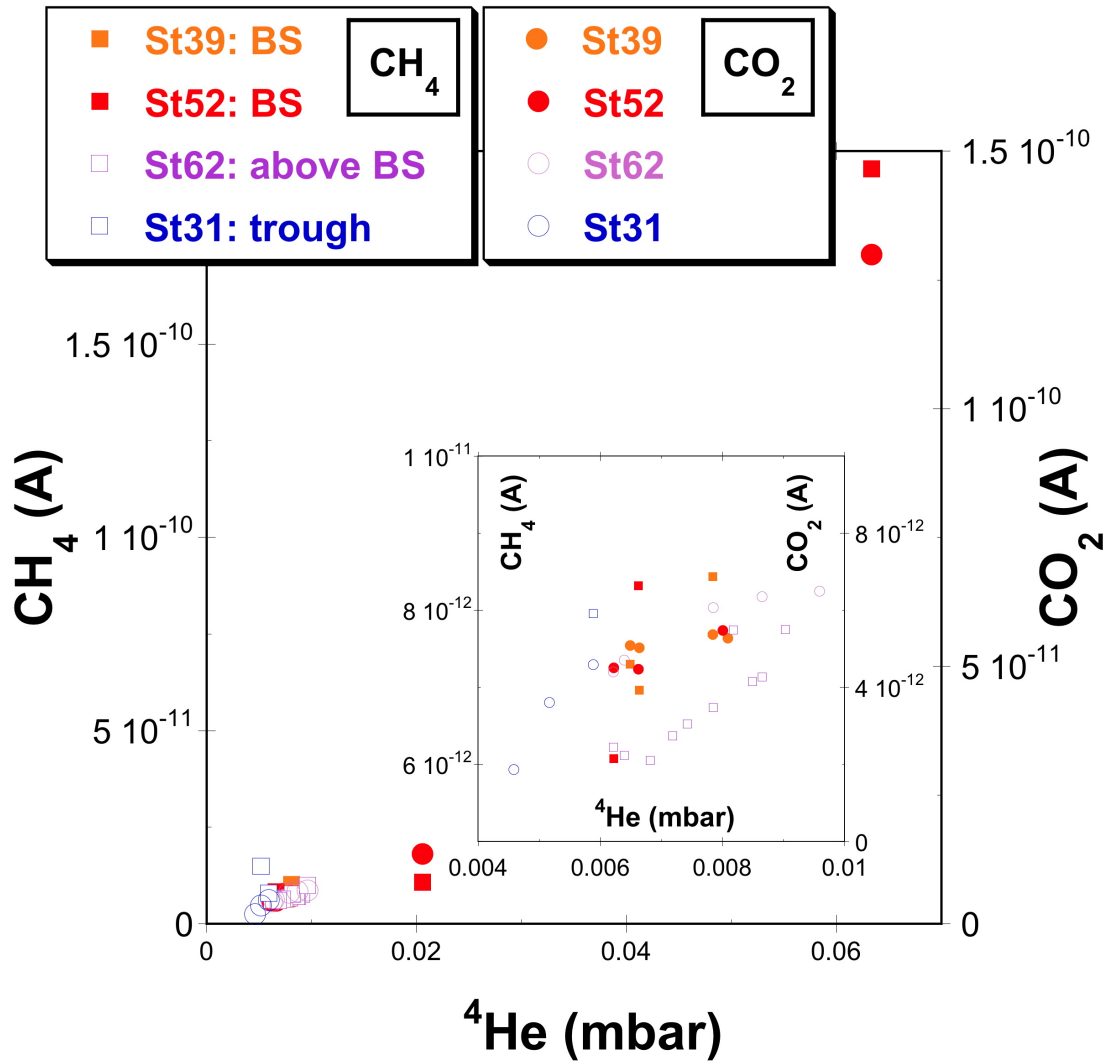 St39: BS
St52: BS
St62: above BS
St31: trough
CH4
St39
St52
St62
St31
CO2
1.5 10-10
1 10-10
5 10-11
0
CH4 (A)
1.5 10-10
1 10-10
5 10-11
0
CO2 (A)
0
0.02
0.04
0.06
4He (mbar)
1 10-11
8 10-12
6 10-12
CH4 (A)
CO2 (A)
8 10-12
4 10-12
0
4He (mbar)
0.004
0.006
0.008
0.01